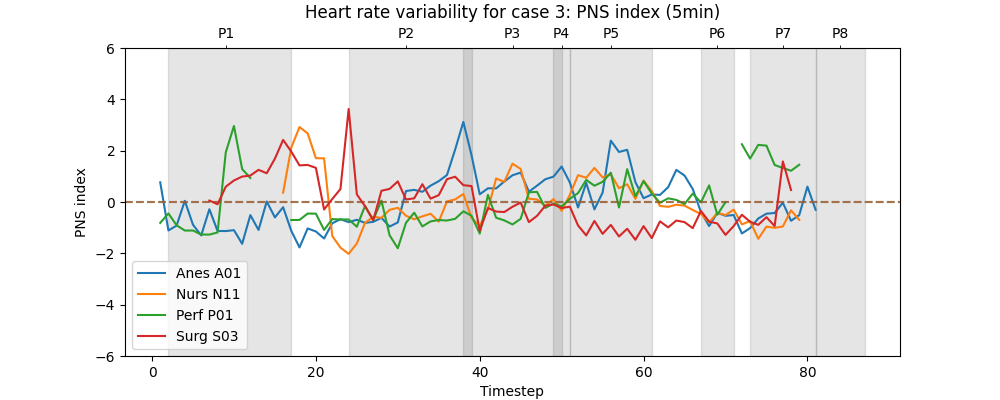 Heart rate variability for case 3: PNS index (5min)
P1 P2 P3 P4 P5 P6 P7 P8
6
4
2
0
−2
−4
−6
PNS index
Anes A01
Nurs N11
Perf P01
Surg S03
0 20 40 60 80
Timestep